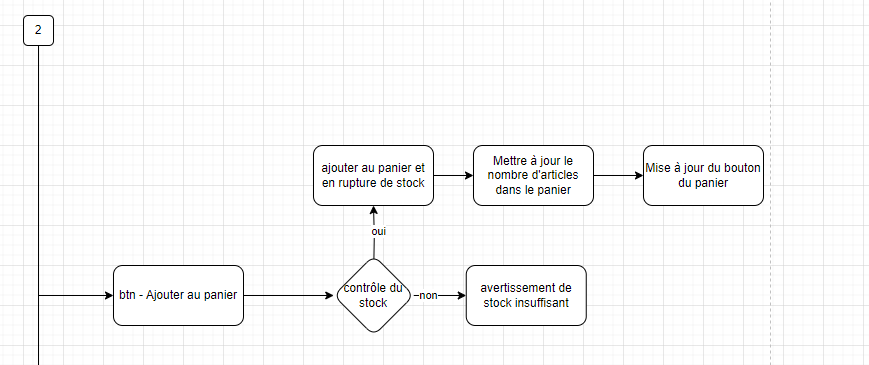 2
ajouter au panier et
en rupture de stock
Mettre à jour le
nombre d'articles
dans le panier
Mise à jour du bouton
du panier
oui
btn - Ajouter au panier
contrôle du
stock
non
avertissement de
stock insuffisant